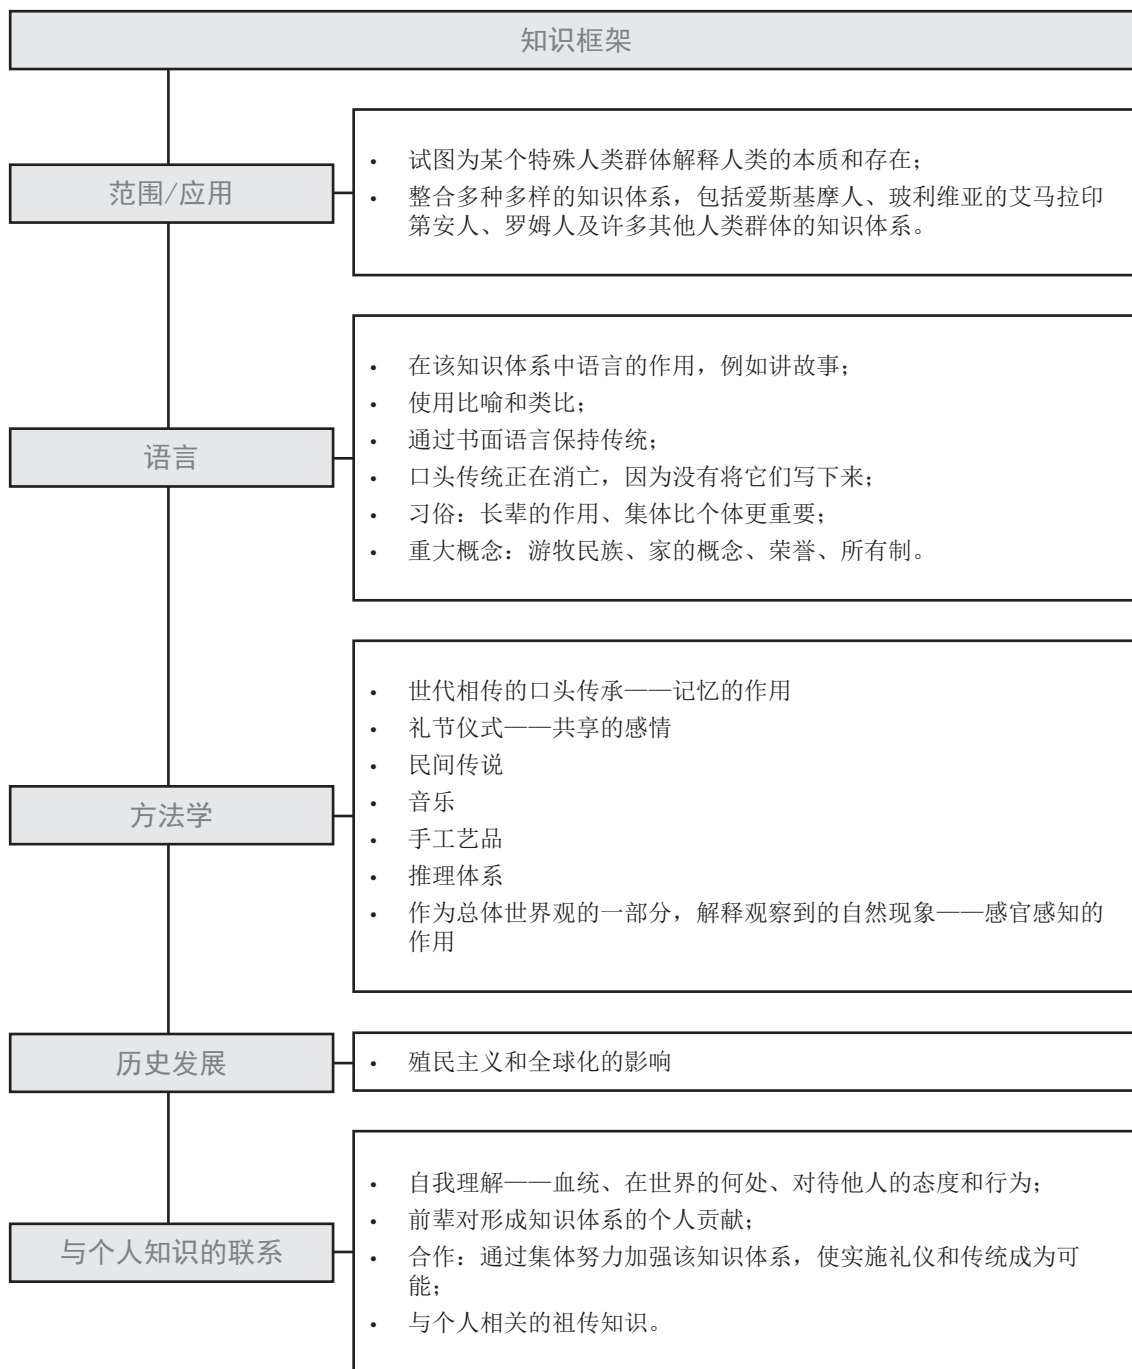 知识框架
范围/应用
• 试图为某个特殊人类群体解释人类的本质和存在；
• 整合多种多样的知识体系，包括爱斯基摩人、玻利维亚的艾马拉印
第安人、罗姆人及许多其他人类群体的知识体系。
语言
• 在该知识体系中语言的作用，例如讲故事；
• 使用比喻和类比；
• 通过书面语言保持传统；
• 口头传统正在消亡，因为没有将它们写下来；
• 习俗：长辈的作用、集体比个体更重要；
• 重大概念：游牧民族、家的概念、荣誉、所有制。
方法学
• 世代相传的口头传承——记忆的作用
• 礼节仪式——共享的感情
• 民间传说
• 音乐
• 手工艺品
• 推理体系
• 作为总体世界观的一部分，解释观察到的自然现象——感官感知的
作用
历史发展
• 殖民主义和全球化的影响
与个人知识的联系
• 自我理解——血统、在世界的何处、对待他人的态度和行为；
• 前辈对形成知识体系的个人贡献；
• 合作：通过集体努力加强该知识体系，使实施礼仪和传统成为可
能；
• 与个人相关的祖传知识。